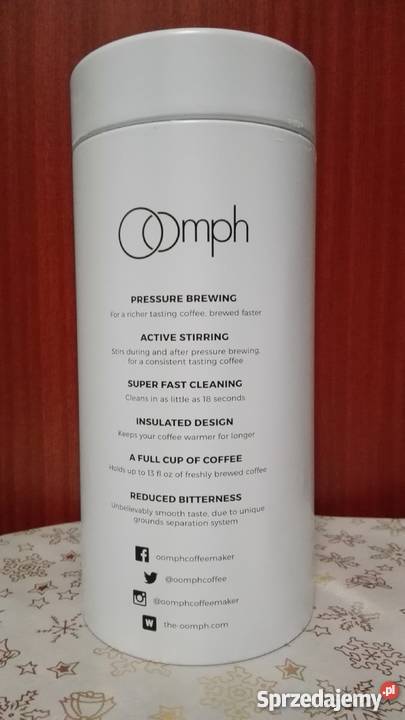 Oomph
PRESSURE BREWING
For a richer tasting coffee, brewed faster
ACTIVE STIRRING
Stirs during and after pressure brewing,
for a consistent tasting coffee
SUPER FAST CLEANING
Cleans in as little as 18 seconds
INSULATED DESIGN
Keeps your coffee warmer for longer
A FULL CUP OF COFFEE
Holds up to 13 fl oz of freshly brewed coffee
REDUCED BITTERNESS
Unbelievably smooth taste, due to unique
grounds separation system
f oomphcoffeemaker
@oomphcoffee
@oomphcoffeemaker
W the-oomph.com
Sprzedajemy.pl